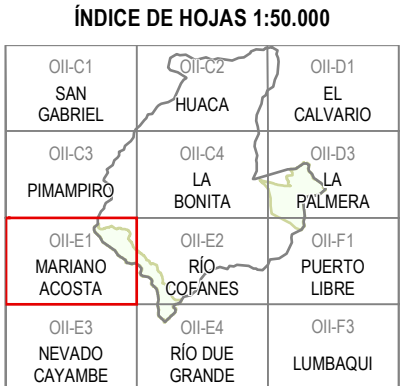 ÍNDICE DE HOJAS 1:50.000
OII-C1
SAN
GABRIEL
OII-C2
HUACA
OII-D1
EL
CALVARIO
OII-C3
PIMAMPIRO
OII-C4
LA
BONITA
OII-D3
LA
PALMERA
OII-E1
MARIANO
ACOSTA
OII-E2
RÍO
COFANES
OII-F1
PUERTO
LIBRE
OII-E3
NEVADO
CAYAMBE
OII-E4
RÍO DUE
GRANDE
OII-F3
LUMBAQUI